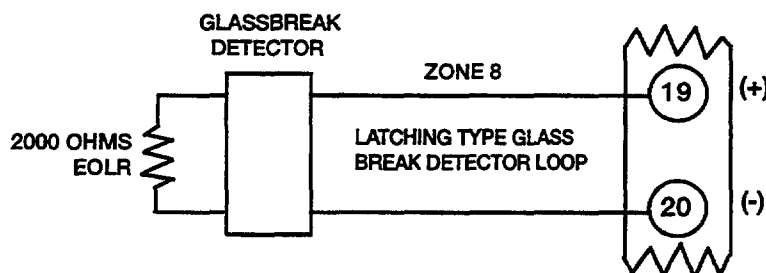 GLASSBREAK
DETECTOR
ZONE 8
19
(+)
2000 OHMS
EOLR
LATCHING TYPE GLASS
BREAK DETECTOR LOOP
20
(-)